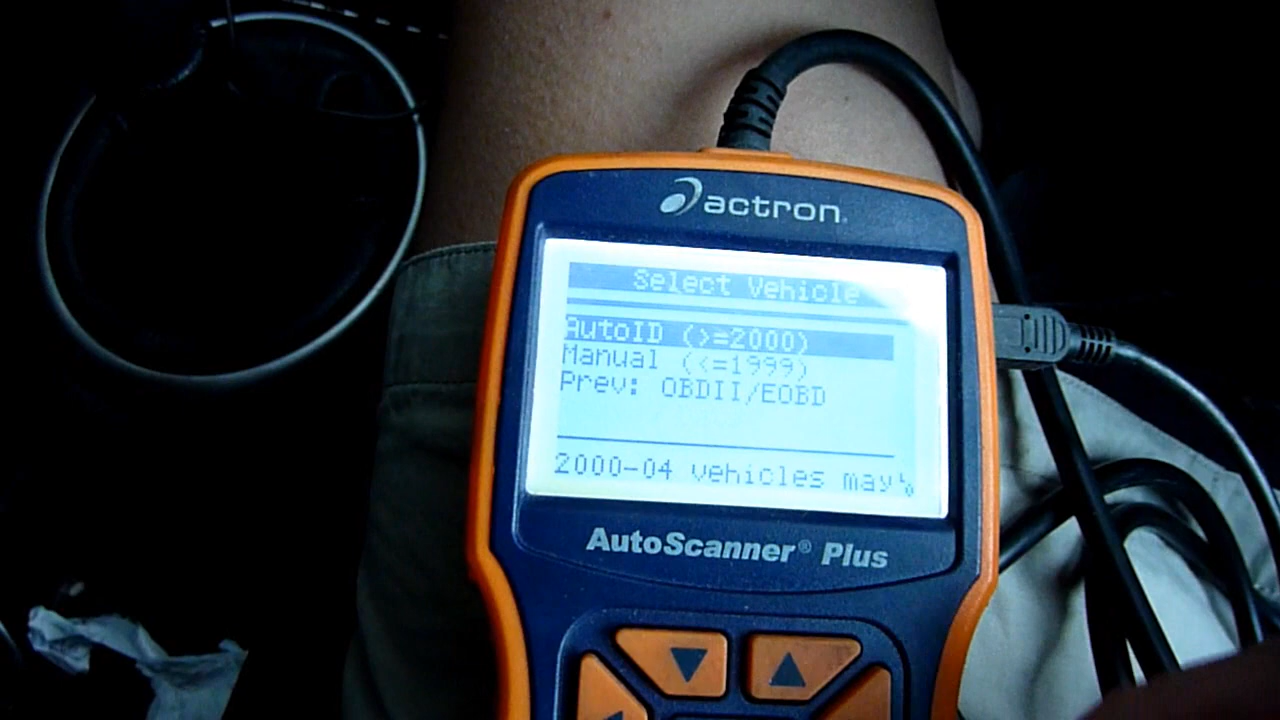 actron
Select Vehicle
AutoID (>=2000)
Manual (<=1999)
Prev: OBDII/EOBD
2000-04 vehicles may
AutoScanner® Plus